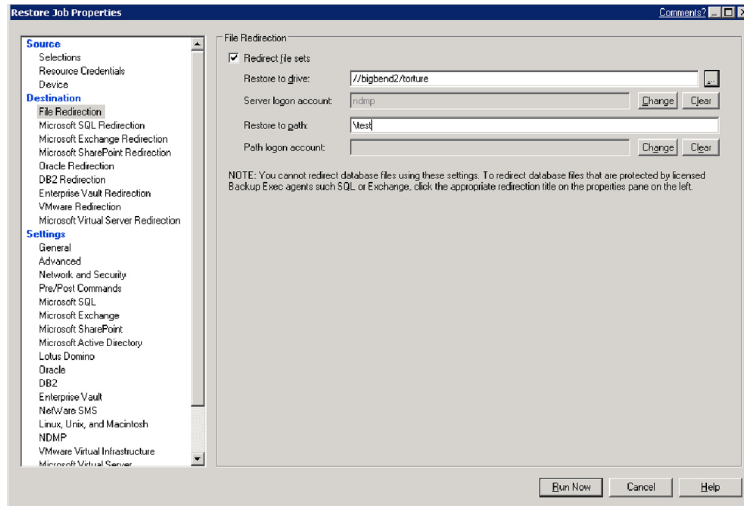 Restore Job Properties
Comments?
Source
Selections
Resource Credentials
Device
Destination
File Redirection
Microsoft SQL Redirection
Microsoft Exchange Redirection
Microsoft SharePoint Redirection
Oracle Redirection
DB2 Redirection
Enterprise Vault Redirection
VMware Redirection
Microsoft Virtual Server Redirection
Settings
General
Advanced
Network and Security
Pre/Post Commands
Microsoft SQL
Microsoft Exchange
Microsoft SharePoint
Microsoft Active Directory
Lotus Domino
Oracle
DB2
Enterprise Vault
NetWare SMS
Linux, Unix, and Macintosh
NDMP
VMware Virtual Infrastructure
Microsoft Virtual Server
File Redirection
Redirect file sets
Restore to drive: //bigbend2/torture ...
Server logon account: ndmp Change Clear
Restore to path: \test
Path logon account: Change Clear
NOTE: You cannot redirect database files using these settings. To redirect database files that are protected by licensed
Backup Exec agents such SQL or Exchange, click the appropriate redirection title on the properties pane on the left.
Run Now Cancel Help